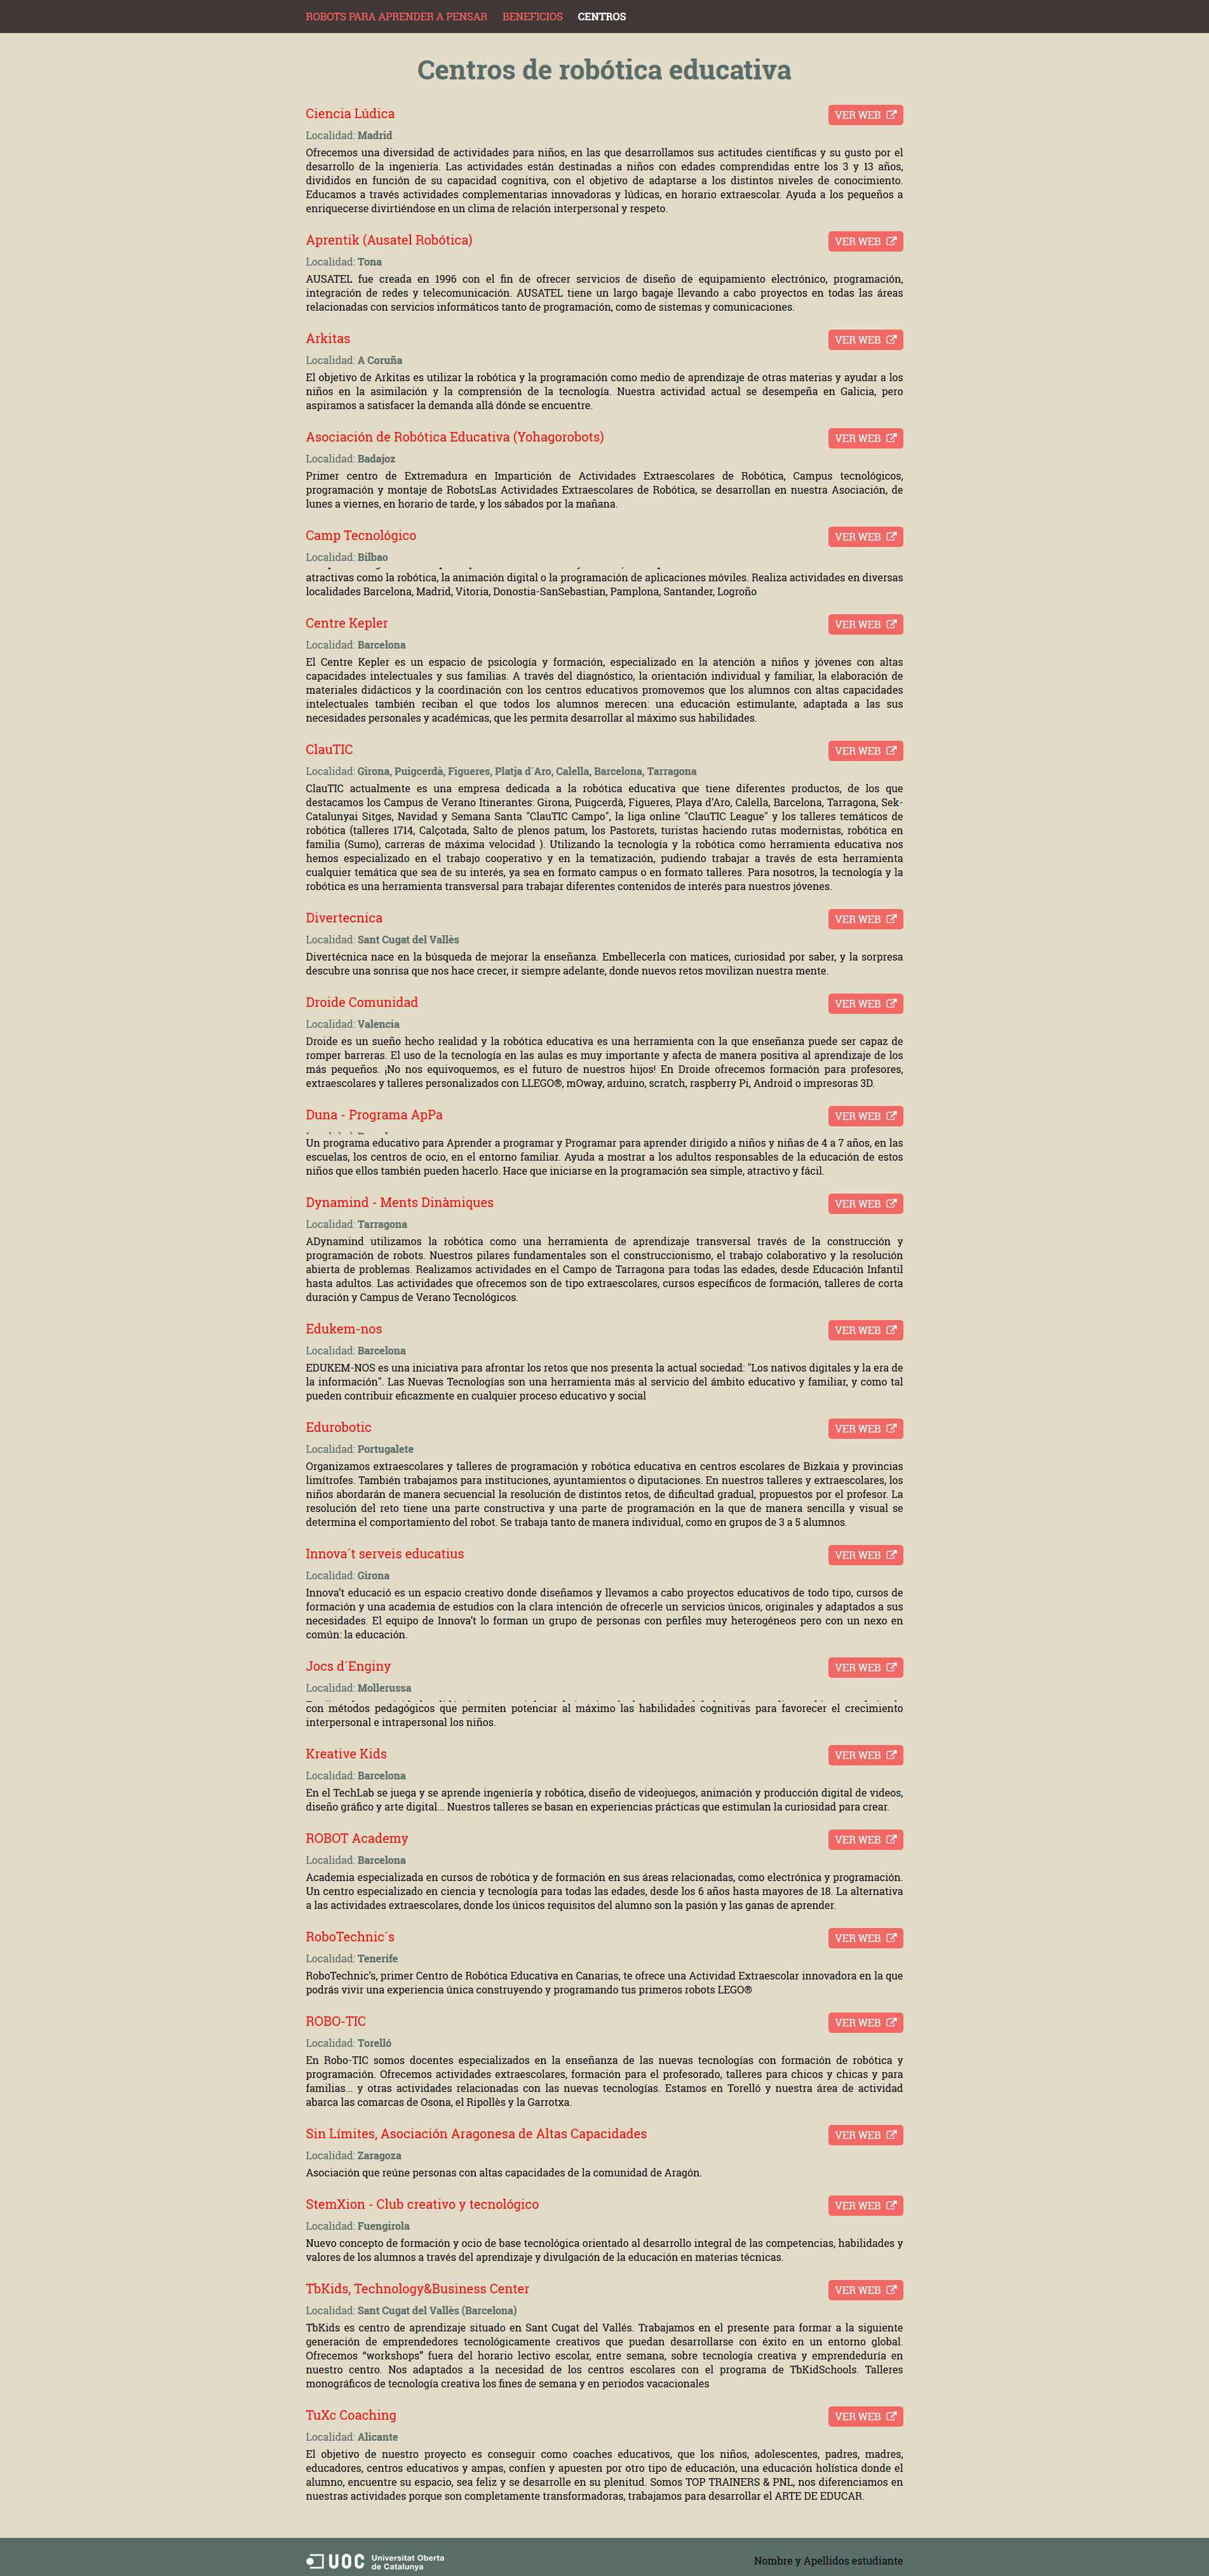 ROBOTS PARA APRENDER A PENSAR BENEFICIOS CENTROS
Centros de robótica educativa
Ciencia Lúdica VER WEB
Localidad: Madrid
Ofrecemos una diversidad de actividades para niños, en las que desarrollamos sus actitudes científicas y su gusto por el
desarrollo de la ingeniería. Las actividades están destinadas a niños con edades comprendidas entre los 3 y 13 años,
divididos en función de su capacidad cognitiva, con el objetivo de adaptarse a los distintos niveles de conocimiento.
Educamos a través actividades complementarias innovadoras y lúdicas, en horario extraescolar. Ayuda a los pequeños a
enriquecerse divirtiéndose en un clima de relación interpersonal y respeto.
Aprentik (Ausatel Robótica) VER WEB
Localidad: Tona
AUSATEL fue creada en 1996 con el fin de ofrecer servicios de diseño de equipamiento electrónico, programación,
integración de redes y telecomunicación. AUSATEL tiene un largo bagaje llevando a cabo proyectos en todas las áreas
relacionadas con servicios informáticos tanto de programación, como de sistemas y comunicaciones.
Arkitas VER WEB
Localidad: A Coruña
El objetivo de Arkitas es utilizar la robótica y la programación como medio de aprendizaje de otras materias y ayudar a los
niños en la asimilación y la comprensión de la tecnología. Nuestra actividad actual se desempeña en Galicia, pero
aspiramos a satisfacer la demanda allá dónde se encuentre.
Asociación de Robótica Educativa (Yohagorobots) VER WEB
Localidad: Badajoz
Primer centro de Extremadura en Impartición de Actividades Extraescolares de Robótica, Campus tecnológicos,
programación y montaje de RobotsLas Actividades Extraescolares de Robótica, se desarrollan en nuestra Asociación, de
lunes a viernes, en horario de tarde, y los sábados por la mañana.
Camp Tecnológico VER WEB
Localidad: Bilbao
atractivas como la robótica, la animación digital o la programación de aplicaciones móviles. Realiza actividades en diversas
localidades Barcelona, Madrid, Vitoria, Donostia-SanSebastian, Pamplona, Santander, Logroño
Centre Kepler VER WEB
Localidad: Barcelona
El Centre Kepler es un espacio de psicología y formación, especializado en la atención a niños y jóvenes con altas
capacidades intelectuales y sus familias. A través del diagnóstico, la orientación individual y familiar, la elaboración de
materiales didácticos y la coordinación con los centros educativos promovemos que los alumnos con altas capacidades
intelectuales también reciban el que todos los alumnos merecen: una educación estimulante, adaptada a las sus
necesidades personales y académicas, que les permita desarrollar al máximo sus habilidades.
ClauTIC VER WEB
Localidad: Girona, Puigcerdà, Figueres, Platja d´Aro, Calella, Barcelona, Tarragona
ClauTIC actualmente es una empresa dedicada a la robótica educativa que tiene diferentes productos, de los que
destacamos los Campus de Verano Itinerantes: Girona, Puigcerdà, Figueres, Playa d’Aro, Calella, Barcelona, Tarragona, Sek-
Catalunyai Sitges, Navidad y Semana Santa "ClauTIC Campo", la liga online "ClauTIC League" y los talleres temáticos de
robótica (talleres 1714, Calçotada, Salto de plenos patum, los Pastorets, turistas haciendo rutas modernistas, robótica en
familia (Sumo), carreras de máxima velocidad ). Utilizando la tecnología y la robótica como herramienta educativa nos
hemos especializado en el trabajo cooperativo y en la tematización, pudiendo trabajar a través de esta herramienta
cualquier temática que sea de su interés, ya sea en formato campus o en formato talleres. Para nosotros, la tecnología y la
robótica es una herramienta transversal para trabajar diferentes contenidos de interés para nuestros jóvenes.
Divertecnica VER WEB
Localidad: Sant Cugat del Vallès
Divertécnica nace en la búsqueda de mejorar la enseñanza. Embellecerla con matices, curiosidad por saber, y la sorpresa
descubre una sonrisa que nos hace crecer, ir siempre adelante, donde nuevos retos movilizan nuestra mente.
Droide Comunidad VER WEB
Localidad: Valencia
Droide es un sueño hecho realidad y la robótica educativa es una herramienta con la que enseñanza puede ser capaz de
romper barreras. El uso de la tecnología en las aulas es muy importante y afecta de manera positiva al aprendizaje de los
más pequeños. ¡No nos equivoquemos, es el futuro de nuestros hijos! En Droide ofrecemos formación para profesores,
extraescolares y talleres personalizados con LLEGO®, mOway, arduino, scratch, raspberry Pi, Android o impresoras 3D.
Duna - Programa ApPa VER WEB
Un programa educativo para Aprender a programar y Programar para aprender dirigido a niños y niñas de 4 a 7 años, en las
escuelas, los centros de ocio, en el entorno familiar. Ayuda a mostrar a los adultos responsables de la educación de estos
niños que ellos también pueden hacerlo. Hace que iniciarse en la programación sea simple, atractivo y fácil.
Dynamind - Ments Dinàmiques VER WEB
Localidad: Tarragona
ADynamind utilizamos la robótica como una herramienta de aprendizaje transversal través de la construcción y
programación de robots. Nuestros pilares fundamentales son el construccionismo, el trabajo colaborativo y la resolución
abierta de problemas. Realizamos actividades en el Campo de Tarragona para todas las edades, desde Educación Infantil
hasta adultos. Las actividades que ofrecemos son de tipo extraescolares, cursos específicos de formación, talleres de corta
duración y Campus de Verano Tecnológicos.
Edukem-nos VER WEB
Localidad: Barcelona
EDUKEM-NOS es una iniciativa para afrontar los retos que nos presenta la actual sociedad: "Los nativos digitales y la era de
la información". Las Nuevas Tecnologías son una herramienta más al servicio del ámbito educativo y familiar, y como tal
pueden contribuir eficazmente en cualquier proceso educativo y social
Edurobotic VER WEB
Localidad: Portugalete
Organizamos extraescolares y talleres de programación y robótica educativa en centros escolares de Bizkaia y provincias
limítrofes. También trabajamos para instituciones, ayuntamientos o diputaciones. En nuestros talleres y extraescolares, los
niños abordarán de manera secuencial la resolución de distintos retos, de dificultad gradual, propuestos por el profesor. La
resolución del reto tiene una parte constructiva y una parte de programación en la que de manera sencilla y visual se
determina el comportamiento del robot. Se trabaja tanto de manera individual, como en grupos de 3 a 5 alumnos.
Innova´t serveis educatius VER WEB
Localidad: Girona
Innova’t educació es un espacio creativo donde diseñamos y llevamos a cabo proyectos educativos de todo tipo, cursos de
formación y una academia de estudios con la clara intención de ofrecerle un servicios únicos, originales y adaptados a sus
necesidades. El equipo de Innova’t lo forman un grupo de personas con perfiles muy heterogéneos pero con un nexo en
común: la educación.
Jocs d´Enginy VER WEB
Localidad: Mollerussa
con métodos pedagógicos que permiten potenciar al máximo las habilidades cognitivas para favorecer el crecimiento
interpersonal e intrapersonal los niños.
Kreative Kids VER WEB
Localidad: Barcelona
En el TechLab se juega y se aprende ingeniería y robótica, diseño de videojuegos, animación y producción digital de videos,
diseño gráfico y arte digital... Nuestros talleres se basan en experiencias prácticas que estimulan la curiosidad para crear.
ROBOT Academy VER WEB
Localidad: Barcelona
Academia especializada en cursos de robótica y de formación en sus áreas relacionadas, como electrónica y programación.
Un centro especializado en ciencia y tecnología para todas las edades, desde los 6 años hasta mayores de 18. La alternativa
a las actividades extraescolares, donde los únicos requisitos del alumno son la pasión y las ganas de aprender.
RoboTechnic´s VER WEB
Localidad: Tenerife
RoboTechnic’s, primer Centro de Robótica Educativa en Canarias, te ofrece una Actividad Extraescolar innovadora en la que
podrás vivir una experiencia única construyendo y programando tus primeros robots LEGO®
ROBO-TIC VER WEB
Localidad: Torelló
En Robo-TIC somos docentes especializados en la enseñanza de las nuevas tecnologías con formación de robótica y
programación. Ofrecemos actividades extraescolares, formación para el profesorado, talleres para chicos y chicas y para
familias... y otras actividades relacionadas con las nuevas tecnologías. Estamos en Torelló y nuestra área de actividad
abarca las comarcas de Osona, el Ripollès y la Garrotxa.
Sin Límites, Asociación Aragonesa de Altas Capacidades VER WEB
Localidad: Zaragoza
Asociación que reúne personas con altas capacidades de la comunidad de Aragón.
StemXion - Club creativo y tecnológico VER WEB
Localidad: Fuengirola
Nuevo concepto de formación y ocio de base tecnológica orientado al desarrollo integral de las competencias, habilidades y
valores de los alumnos a través del aprendizaje y divulgación de la educación en materias técnicas.
TbKids, Technology&Business Center VER WEB
Localidad: Sant Cugat del Vallès (Barcelona)
TbKids es centro de aprendizaje situado en Sant Cugat del Vallés. Trabajamos en el presente para formar a la siguiente
generación de emprendedores tecnológicamente creativos que puedan desarrollarse con éxito en un entorno global.
Ofrecemos “workshops” fuera del horario lectivo escolar, entre semana, sobre tecnología creativa y emprendeduría en
nuestro centro. Nos adaptados a la necesidad de los centros escolares con el programa de TbKidSchools. Talleres
monográficos de tecnología creativa los fines de semana y en periodos vacacionales
TuXc Coaching VER WEB
Localidad: Alicante
El objetivo de nuestro proyecto es conseguir como coaches educativos, que los niños, adolescentes, padres, madres,
educadores, centros educativos y ampas, confíen y apuesten por otro tipo de educación, una educación holística donde el
alumno, encuentre su espacio, sea feliz y se desarrolle en su plenitud. Somos TOP TRAINERS & PNL, nos diferenciamos en
nuestras actividades porque son completamente transformadoras, trabajamos para desarrollar el ARTE DE EDUCAR.
UOC Universitat Oberta
de Catalunya
Nombre y Apellidos estudiante